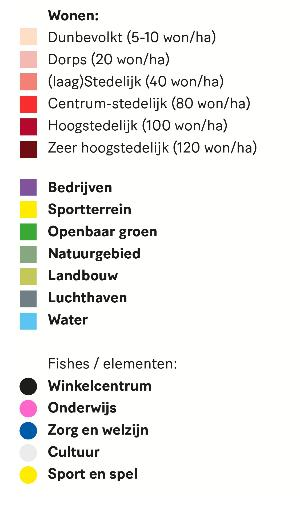 Wonen:
Dunbevolkt (5-10 won/ha)
Dorps (20 won/ha)
(laag)Stedelijk (40 won/ha)
Centrum-stedelijk (80 won/ha)
Hoogstedelijk (100 won/ha)
Zeer hoogstedelijk (120 won/ha)
Bedrijven
Sportterrein
Openbaar groen
Natuurgebied
Landbouw
Luchthaven
Water
Fishes / elementen:
Winkelcentrum
Onderwijs
Zorg en welzijn
Cultuur
Sport en spel